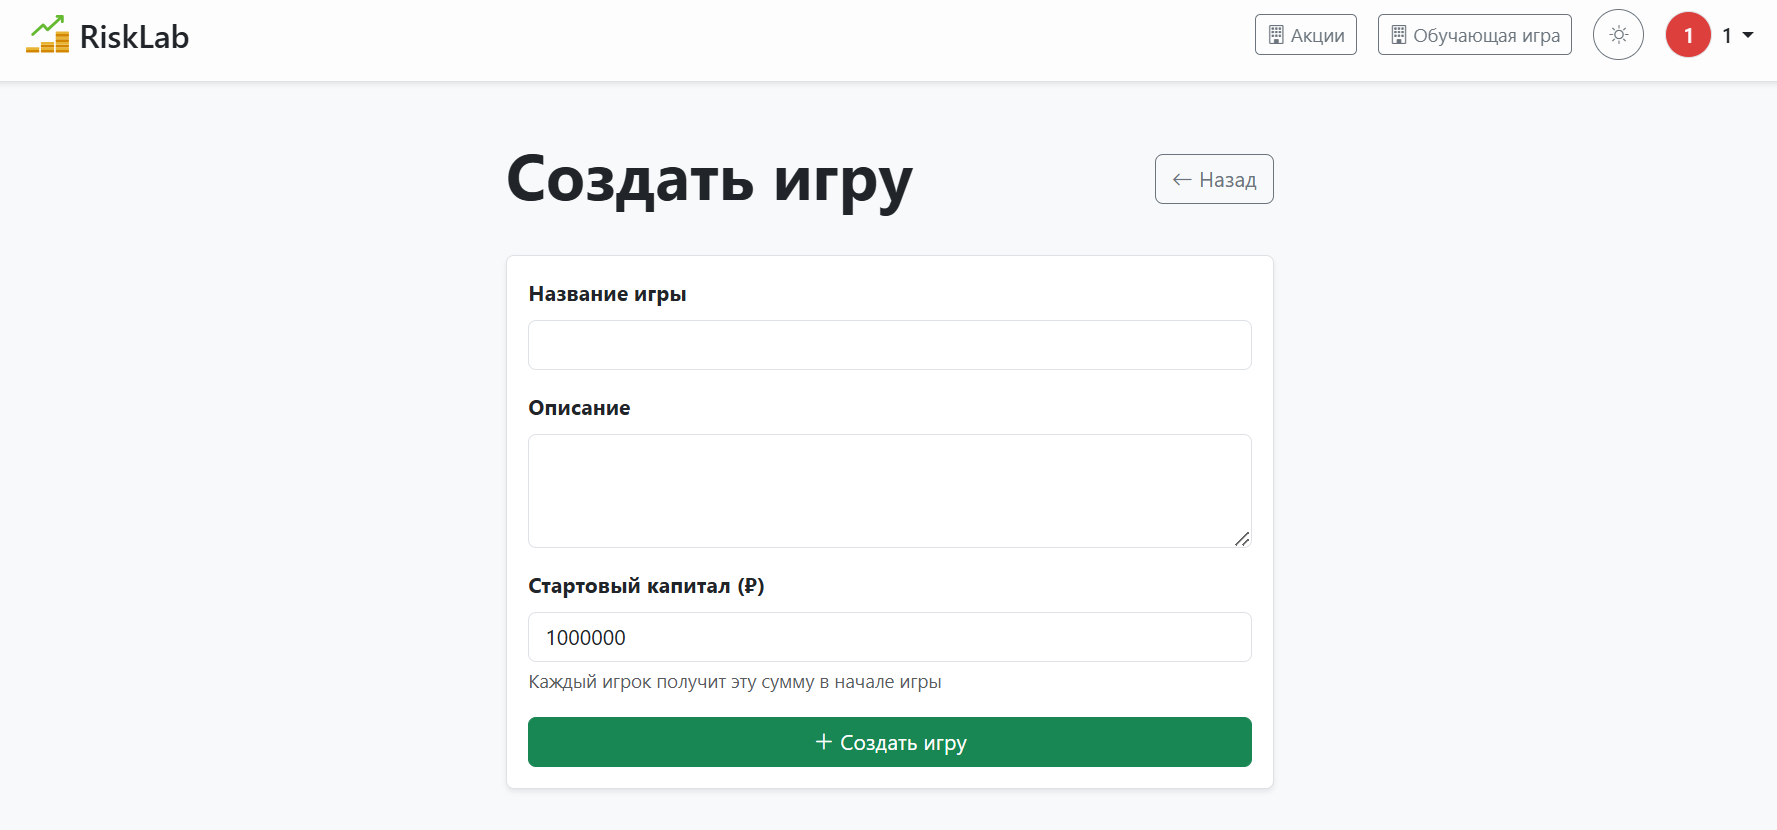 RiskLab
Акции
Обучающая игра
1
1
Создать игру
← Назад
Название игры
Описание
Стартовый капитал (₽)
1000000
Каждый игрок получит эту сумму в начале игры
+ Создать игру